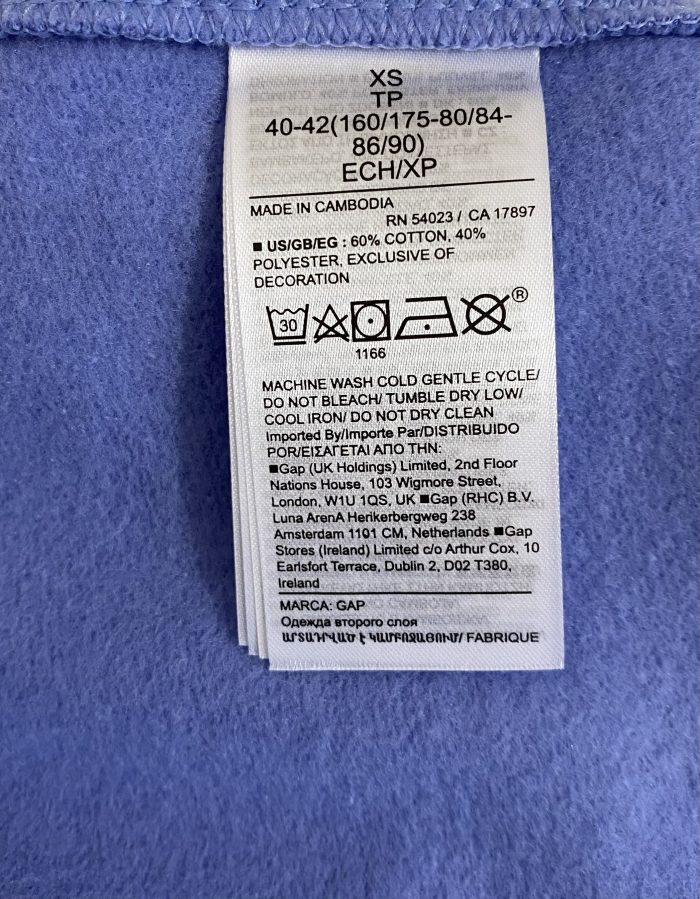 XS
TP
40-42(160/175-80/84-
86/90)
ECH/XP
MADE IN CAMBODIA
RN 54023 / CA 17897
■ US/GB/EG : 60% COTTON, 40%
POLYESTER, EXCLUSIVE OF
DECORATION
30
®
1166
MACHINE WASH COLD GENTLE CYCLE/
DO NOT BLEACH/ TUMBLE DRY LOW/
COOL IRON/ DO NOT DRY CLEAN
Imported By/Importe Par/DISTRIBUIDO
POR/ΕΙΣΑΓΕΤΑΙ ΑΠΟ ΤΗΝ:
■Gap (UK Holdings) Limited, 2nd Floor
Nations House, 103 Wigmore Street,
London, W1U 1QS, UK ■Gap (RHC) B.V.
Luna ArenA Herikerbergweg 238
Amsterdam 1101 CM, Netherlands ■Gap
Stores (Ireland) Limited c/o Arthur Cox, 10
Earlsfort Terrace, Dublin 2, D02 T380,
Ireland
MARCA: GAP
Одежда второго слоя
ԱՐՏԱԴՐՎԱԾ Է ԿԱՄԲՈՋԱՅՈՒՄ/ FABRIQUE